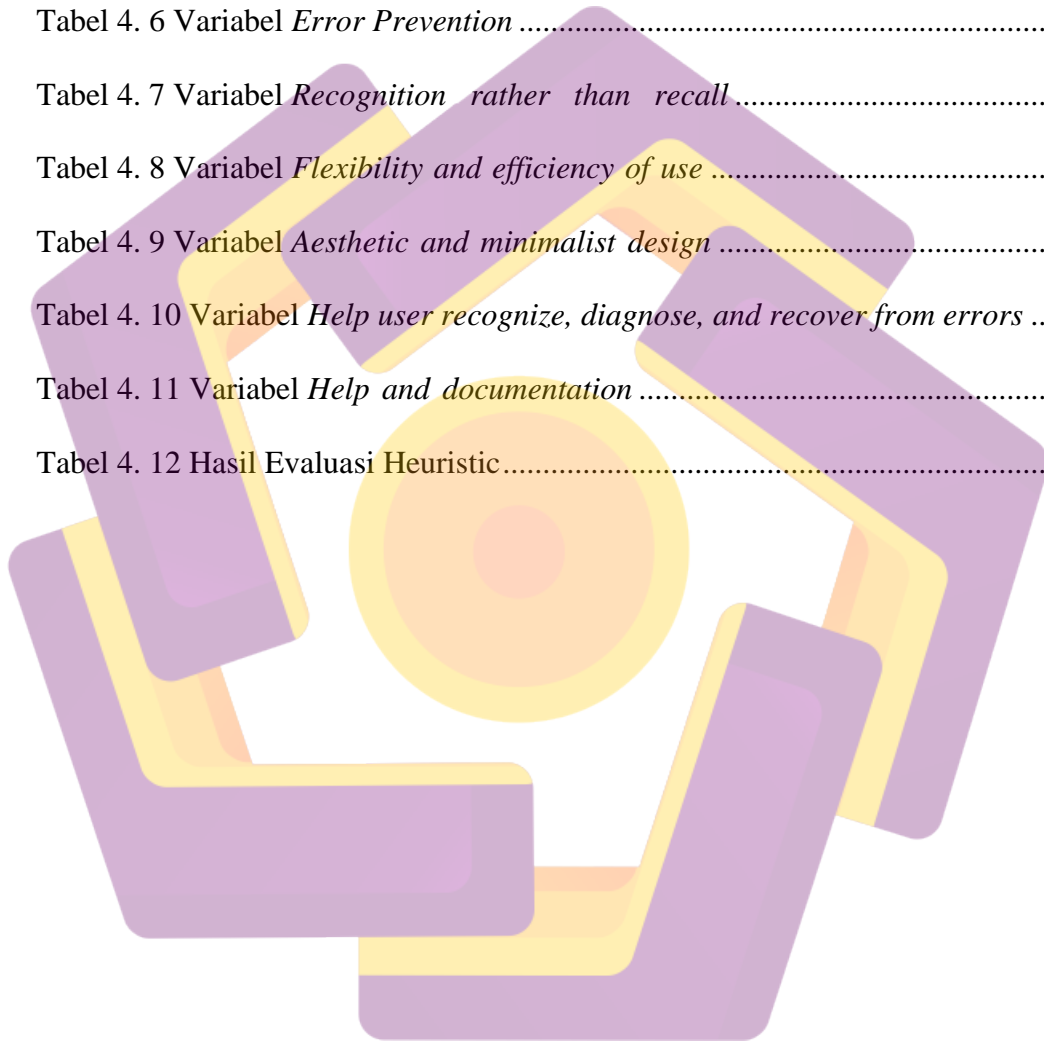 Tabel 4. 6 Variabel Error Prevention ..................................................................
Tabel 4. 7 Variabel Recognition rather than recall .......................................
Tabel 4. 8 Variabel Flexibility and efficiency of use ..........................................
Tabel 4. 9 Variabel Aesthetic and minimalist design .........................................
Tabel 4. 10 Variabel Help user recognize, diagnose, and recover from errors ..
Tabel 4. 11 Variabel Help and documentation ...................................................
Tabel 4. 12 Hasil Evaluasi Heuristic....................................................................